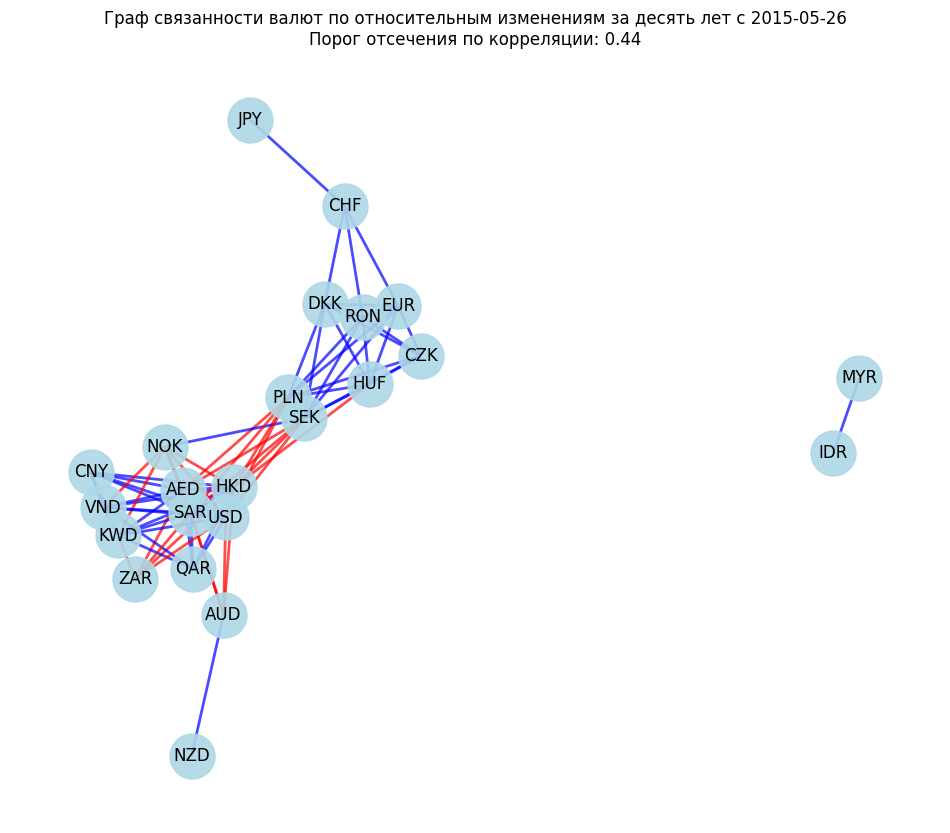 Граф связанности валют по относительным изменениям за десять лет с 2015-05-26
Порог отсечения по корреляции: 0.44
JPY
CHF
DKK
RON
EUR
CZK
HUF
PLN
SEK
MYR
IDR
NOK
CNY
AED
HKD
VND
SAR
USD
KWD
ZAR
QAR
AUD
NZD